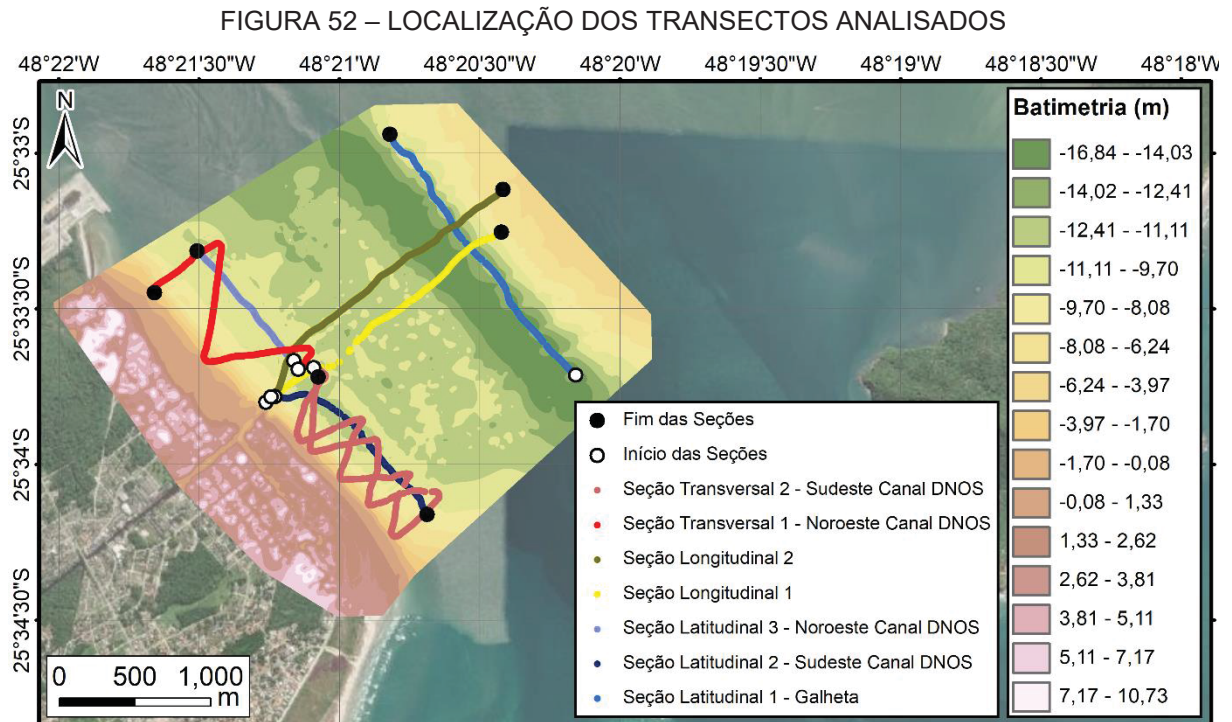 FIGURA 52 – LOCALIZAÇÃO DOS TRANSECTOS ANALISADOS
48°22'W 48°21'30"W 48°21'W 48°20'30"W 48°20'W 48°19'30"W 48°19'W 48°18'30"W 48°18'W
N
25°33'S
25°33'30"S
25°34'S
25°34'30"S
0 500 1,000
m
Fim das Seções
Início das Seções
Seção Transversal 2 - Sudeste Canal DNOS
Seção Transversal 1 - Noroeste Canal DNOS
Seção Longitudinal 2
Seção Longitudinal 1
Seção Latitudinal 3 - Noroeste Canal DNOS
Seção Latitudinal 2 - Sudeste Canal DNOS
Seção Latitudinal 1 - Galheta
Batimetria (m)
-16,84 - -14,03
-14,02 - -12,41
-12,41 - -11,11
-11,11 - -9,70
-9,70 - -8,08
-8,08 - -6,24
-6,24 - -3,97
-3,97 - -1,70
-1,70 - -0,08
-0,08 - 1,33
1,33 - 2,62
2,62 - 3,81
3,81 - 5,11
5,11 - 7,17
7,17 - 10,73